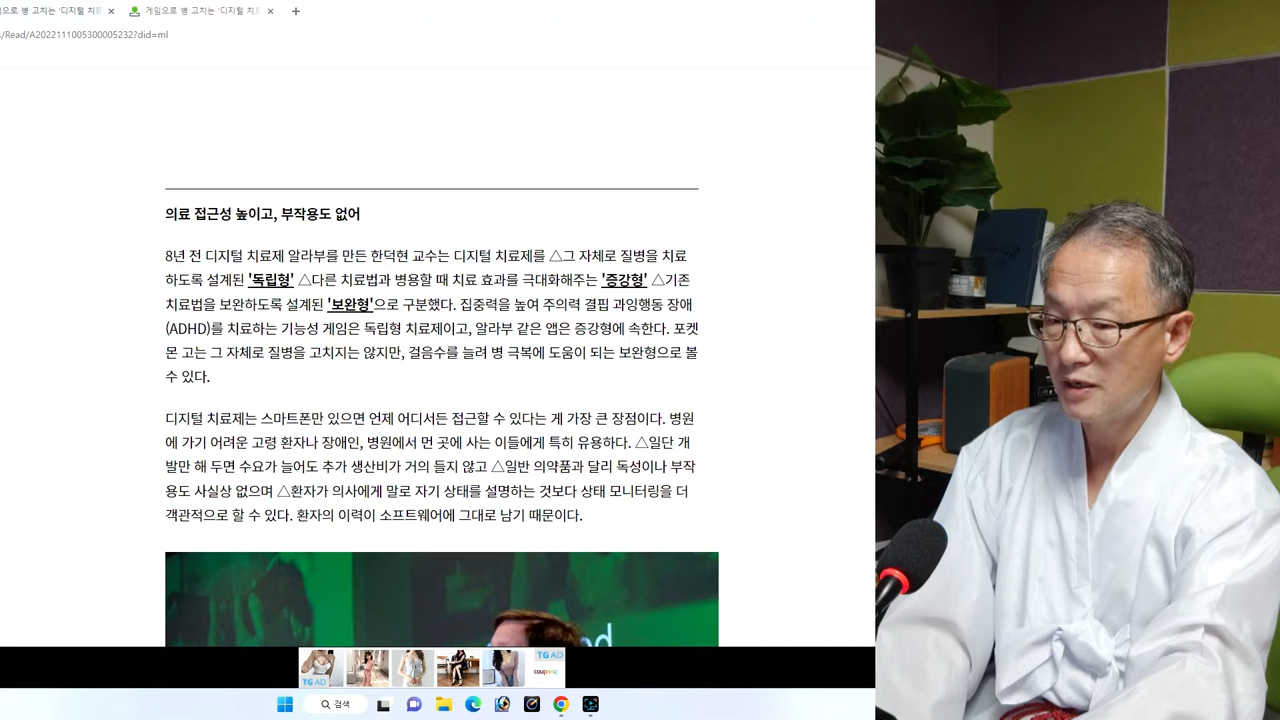 으로 병 고치는 '디지털 치료
게임으로 병 고치는 '디지털 치료
s/Read/A2022111005300005232?did=ml
의료 접근성 높이고, 부작용도 없어
8년 전 디지털 치료제 알라부를 만든 한덕현 교수는 디지털 치료제를 △그 자체로 질병을 치료
하도록 설계된 '독립형' △다른 치료법과 병용할 때 치료 효과를 극대화해주는 '증강형' △기존
치료법을 보완하도록 설계된 '보완형'으로 구분했다. 집중력을 높여 주의력 결핍 과잉행동 장애
(ADHD)를 치료하는 기능성 게임은 독립형 치료제이고, 알라부 같은 앱은 증강형에 속한다. 포켓
몬 고는 그 자체로 질병을 고치지는 않지만, 걸음수를 늘려 병 극복에 도움이 되는 보완형으로 볼
수 있다.
디지털 치료제는 스마트폰만 있으면 언제 어디서든 접근할 수 있다는 게 가장 큰 장점이다. 병원
에 가기 어려운 고령 환자나 장애인, 병원에서 먼 곳에 사는 이들에게 특히 유용하다. △일단 개
발만 해 두면 수요가 늘어도 추가 생산비가 거의 들지 않고 △일반 의약품과 달리 독성이나 부작
용도 사실상 없으며 △환자가 의사에게 말로 자기 상태를 설명하는 것보다 상태 모니터링을 더
객관적으로 할 수 있다. 환자의 이력이 소프트웨어에 그대로 남기 때문이다.
ed
TG AD
TG AD
coupang
검색